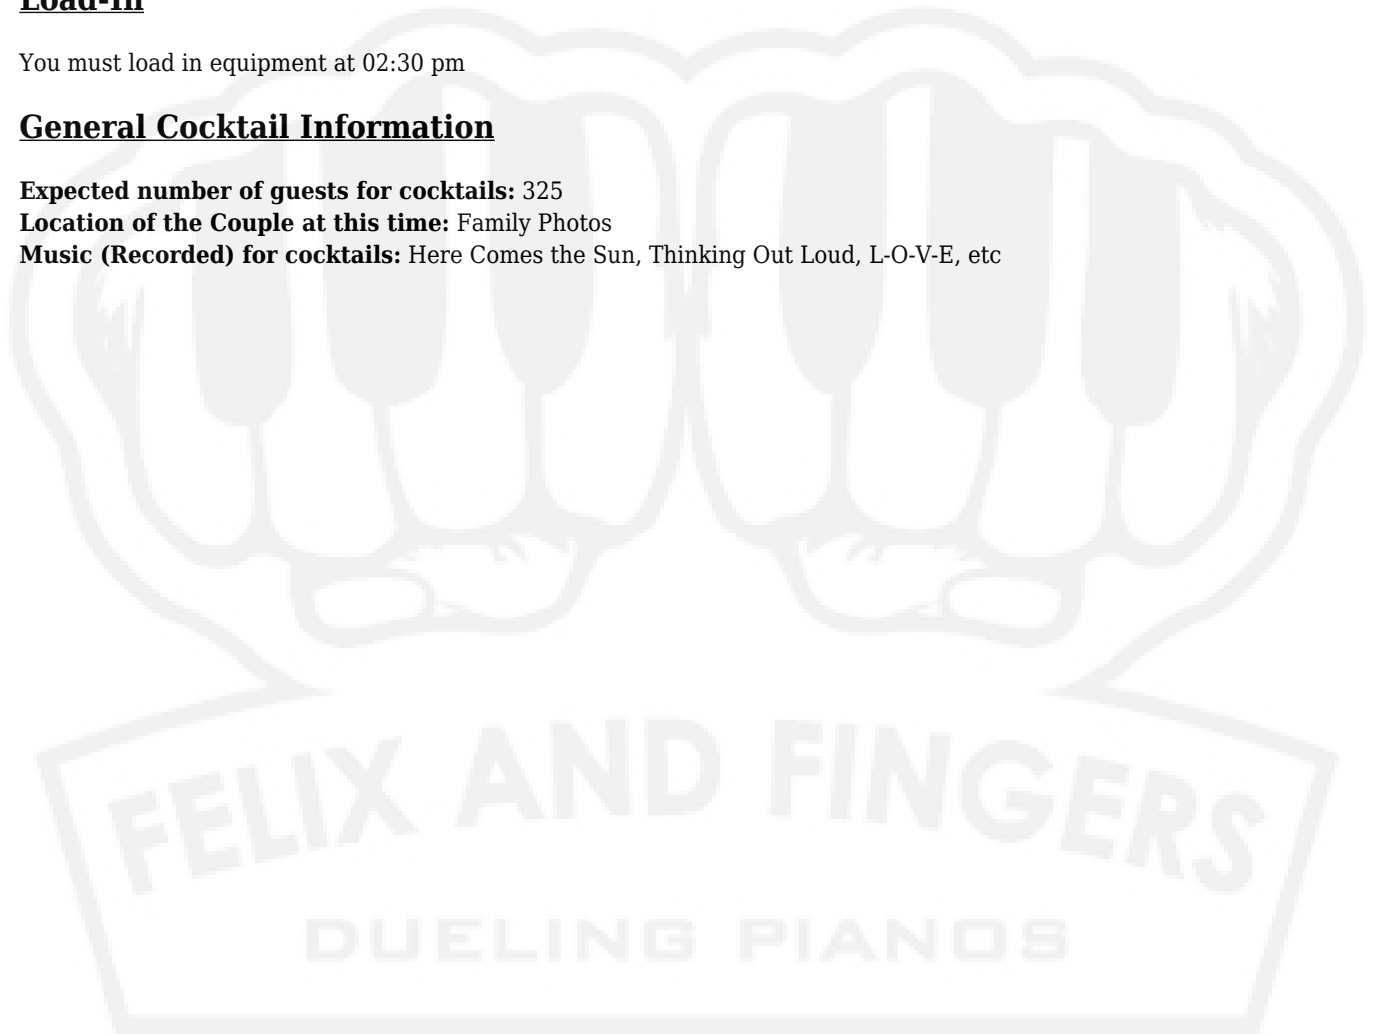 Load-In
You must load in equipment at 02:30 pm
General Cocktail Information
Expected number of guests for cocktails: 325
Location of the Couple at this time: Family Photos
Music (Recorded) for cocktails: Here Comes the Sun, Thinking Out Loud, L-O-V-E, etc
FELIX AND FINGERS
DUELING PIANOS